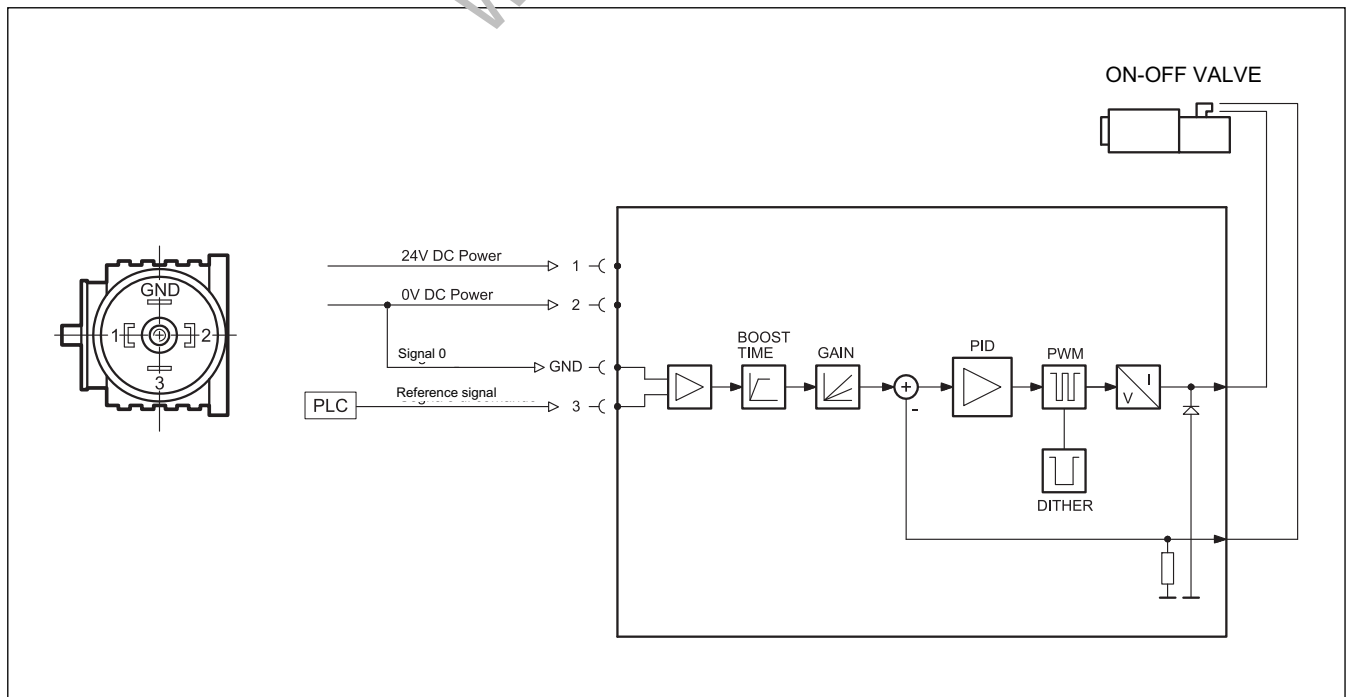 ON-OFF VALVE
24V DC Power
1
0V DC Power
2
Signal 0
GND
Reference signal
PLC
3
BOOST
TIME
GAIN
+
-
PID
PWM
I
V
DITHER
GND
1
2
3